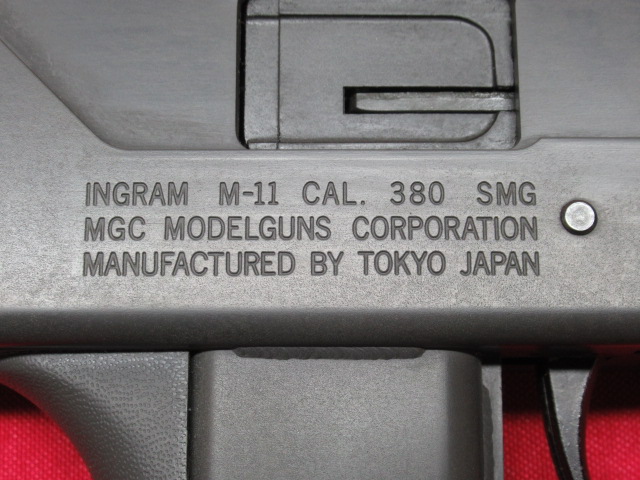 INGRAM M-11 CAL. 380 SMG
MGC MODELGUNS CORPORATION
MANUFACTURED BY TOKYO JAPAN